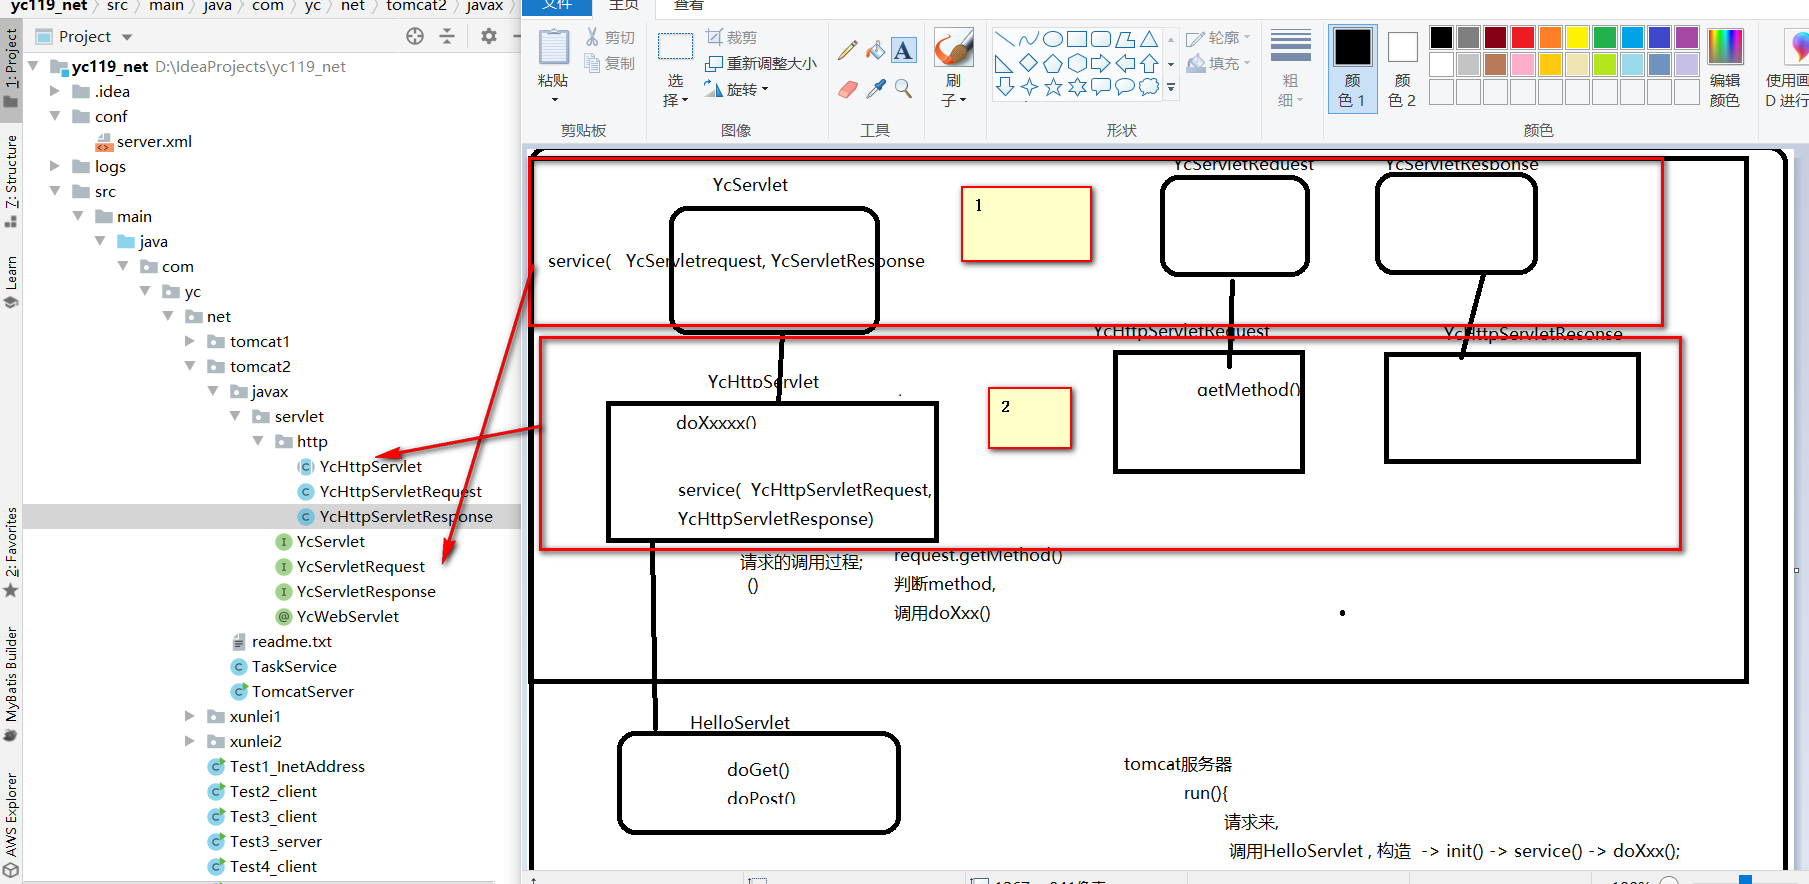 yc119_net 〉 src 〉 main 〉 java 〉 com 〉 yc 〉 net 〉 tomcat2 〉 javax 〉
Project
yc119_net D:\IdeaProjects\yc119_net
.idea
conf
server.xml
logs
src
main
java
com
yc
net
tomcat1
tomcat2
javax
servlet
http
YcHttpServlet
YcHttpServletRequest
YcHttpServletResponse
YcServlet
YcServletRequest
YcServletResponse
YcWebServlet
readme.txt
TaskService
TomcatServer
xunlei1
xunlei2
Test1_InetAddress
Test2_client
Test3_client
Test3_server
Test4_client
1: Project
Z: Structure
Learn
2: Favorites
MyBatis Builder
AWS Explorer
文件 主页 查看
粘贴
剪切
复制
剪贴板
选择
裁剪
重新调整大小
旋转
图像
A
工具
刷子
轮廓
填充
形状
粗细
颜色 1
颜色 2
编辑颜色
颜色
使用画
D 进行
YcServlet
service( YcServletrequest, YcServletResponse
1
YcServletRequest
YcServletResponse
YcHttpServlet
doXxxxx()
service( YcHttpServletRequest,
YcHttpServletResponse)
2
YcHttpServletRequest
getMethod()
YcHttpServletResonse
请求的调用过程;
()
request.getMethod()
判断method,
调用doXxx()
HelloServlet
doGet()
doPost()
tomcat服务器
run(){
请求来,
调用HelloServlet , 构造 -> init() -> service() -> doXxx();